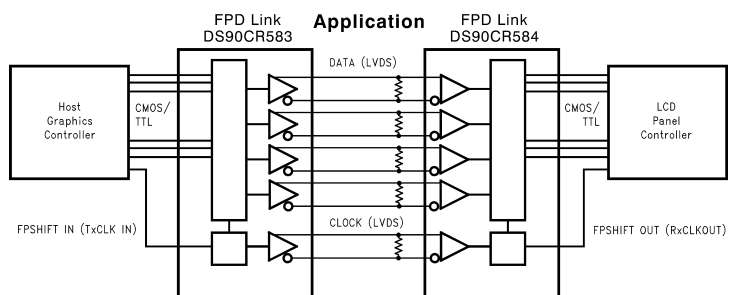 Application
FPD Link
DS90CR583
FPD Link
DS90CR584
DATA (LVDS)
Host
Graphics
Controller
CMOS/
TTL
CMOS/
TTL
LCD
Panel
Controller
CLOCK (LVDS)
FPSHIFT IN (TxCLK IN)
FPSHIFT OUT (RxCLKOUT)